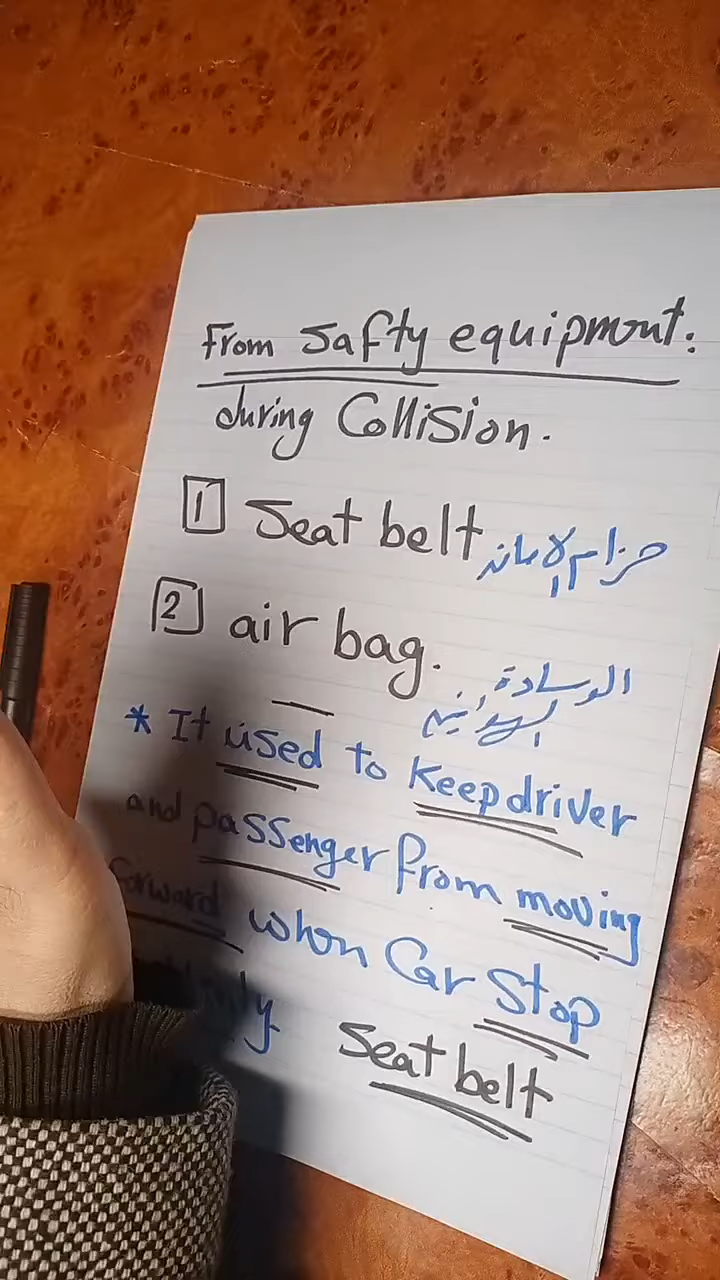 From Safty equipment:
during Collision.
1 Seat belt حزام الامان
2 air bag. الوسادة
الهوائية
* It used to Keep driver
and passenger from moving
forward when Car Stop
Seat belt